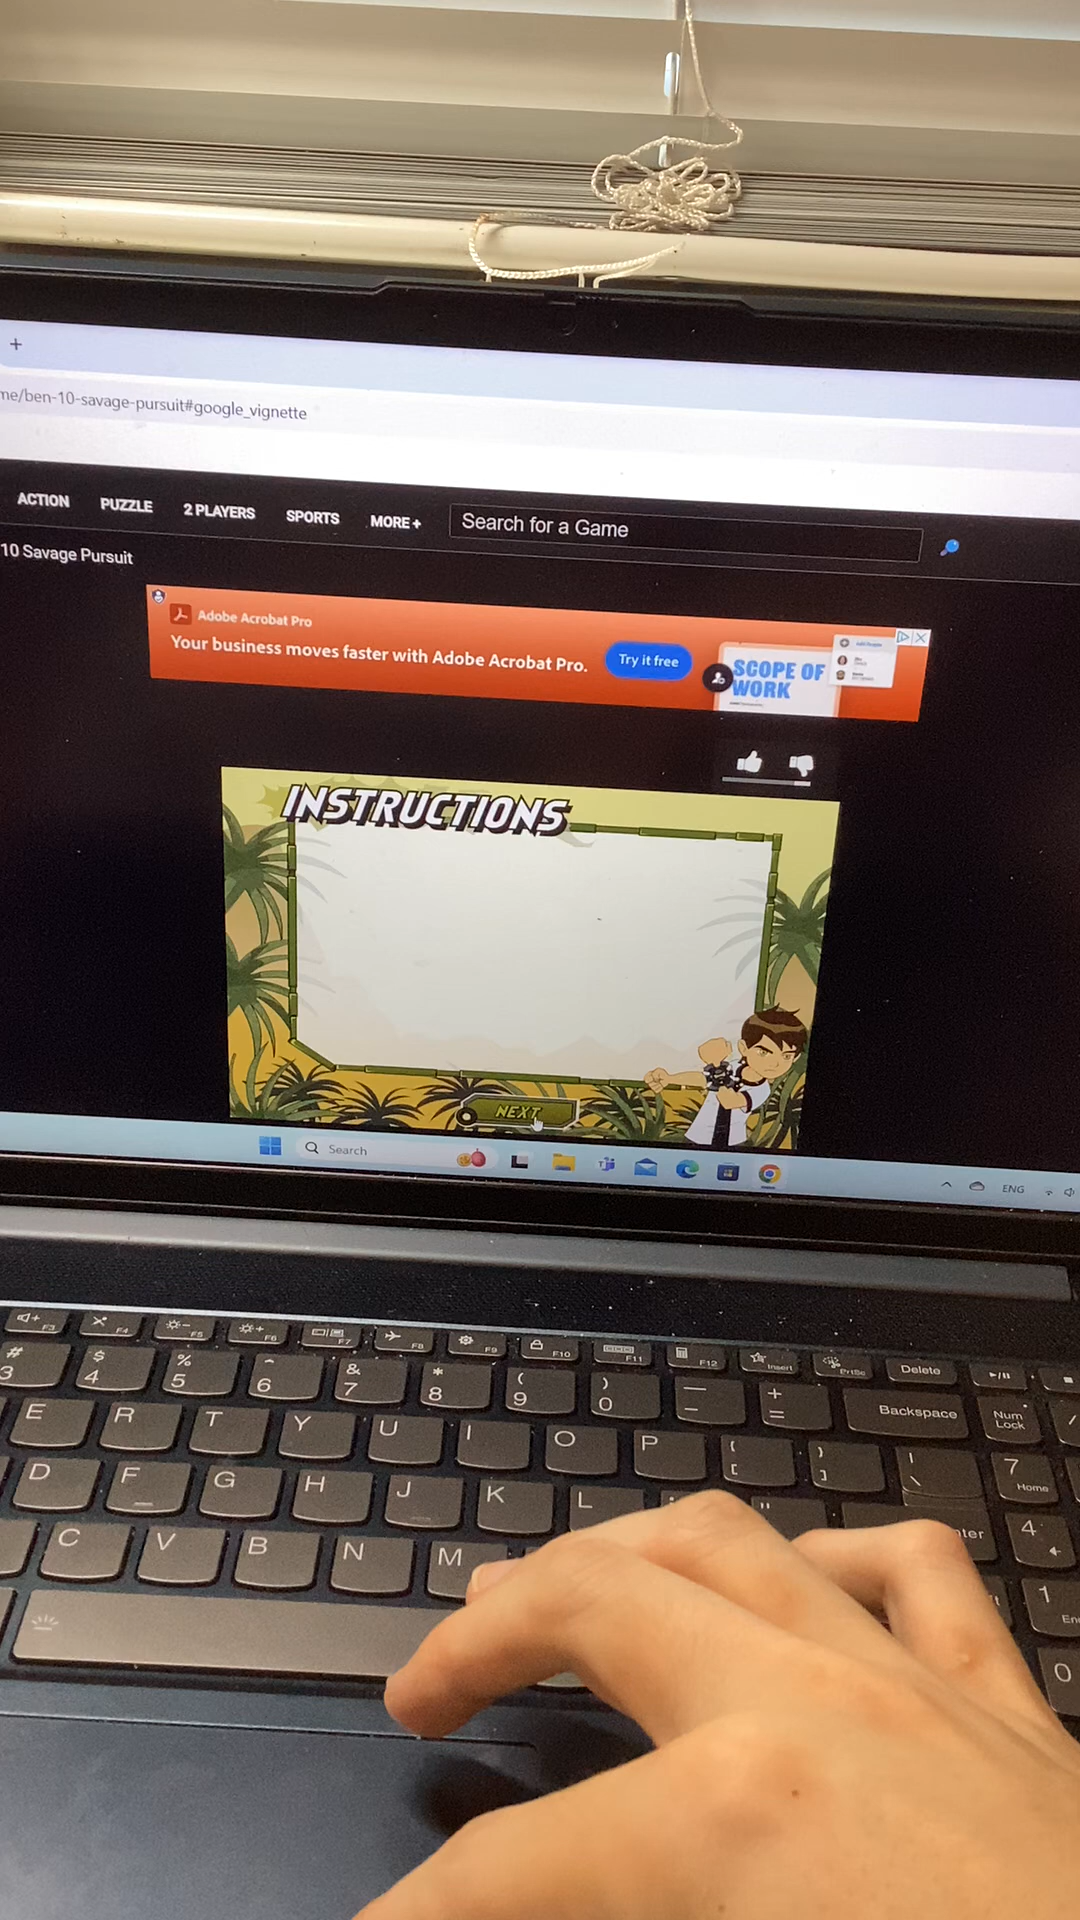 +
me/ben-10-savage-pursuit#google_vignette
ACTION PUZZLE 2 PLAYERS SPORTS MORE + Search for a Game
10 Savage Pursuit
Adobe Acrobat Pro
Your business moves faster with Adobe Acrobat Pro.
Try it free
SCOPE OF
WORK
INSTRUCTIONS
NEXT
Search
ENG
F3 F4 F5 F6 F7 F8 F9 F10 F11 F12 Insert PrtSc Delete
# $ % ^ & * ( ) — +
3 4 5 6 7 8 9 0 - = Backspace Num Lock /
E R T Y U I O P { [ } ] | \ 7 Home
D F G H J K L : " 4
C V B N M 1
0